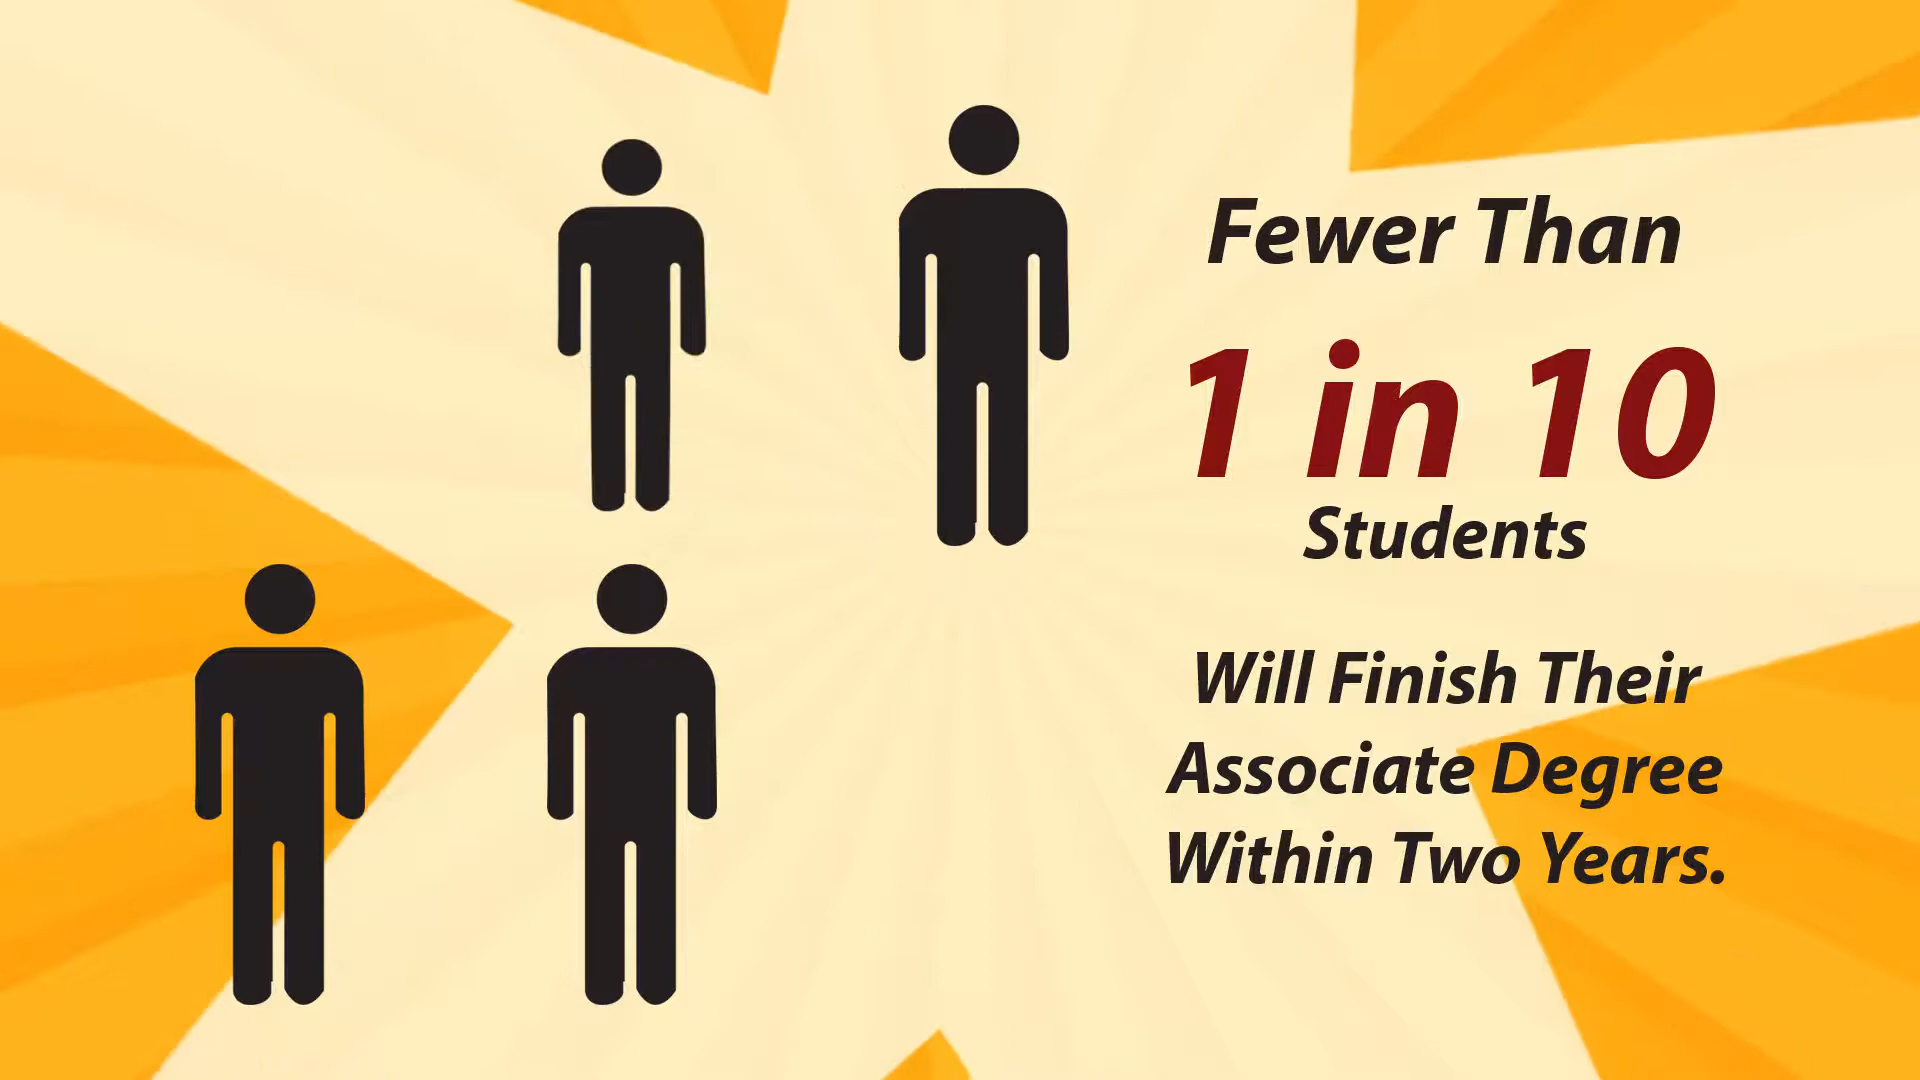 Fewer Than
1 in 10
Students
Will Finish Their
Associate Degree
Within Two Years.